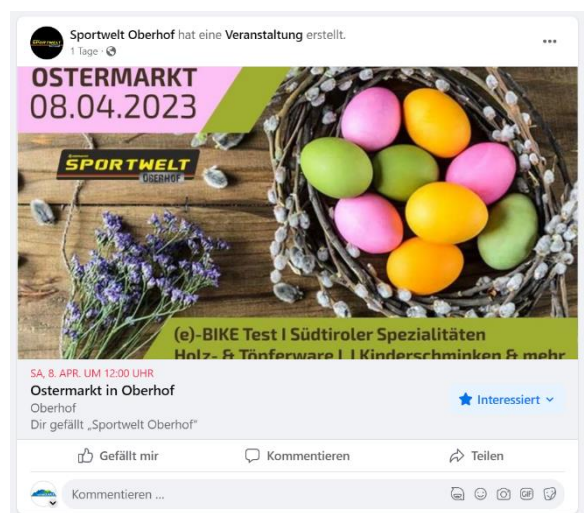 Sportwelt Oberhof hat eine Veranstaltung erstellt.
1 Tage ·
OSTERMARKT
08.04.2023
SPORTWELT
OBERHOF
(e)-BIKE Test I Südtiroler Spezialitäten
Holz- & Töpferware I I Kinderschminken & mehr
SA, 8. APR. UM 12:00 UHR
Ostermarkt in Oberhof
Oberhof
Dir gefällt „Sportwelt Oberhof“
Interessiert
Gefällt mir
Kommentieren
Teilen
Kommentieren ...
GIF